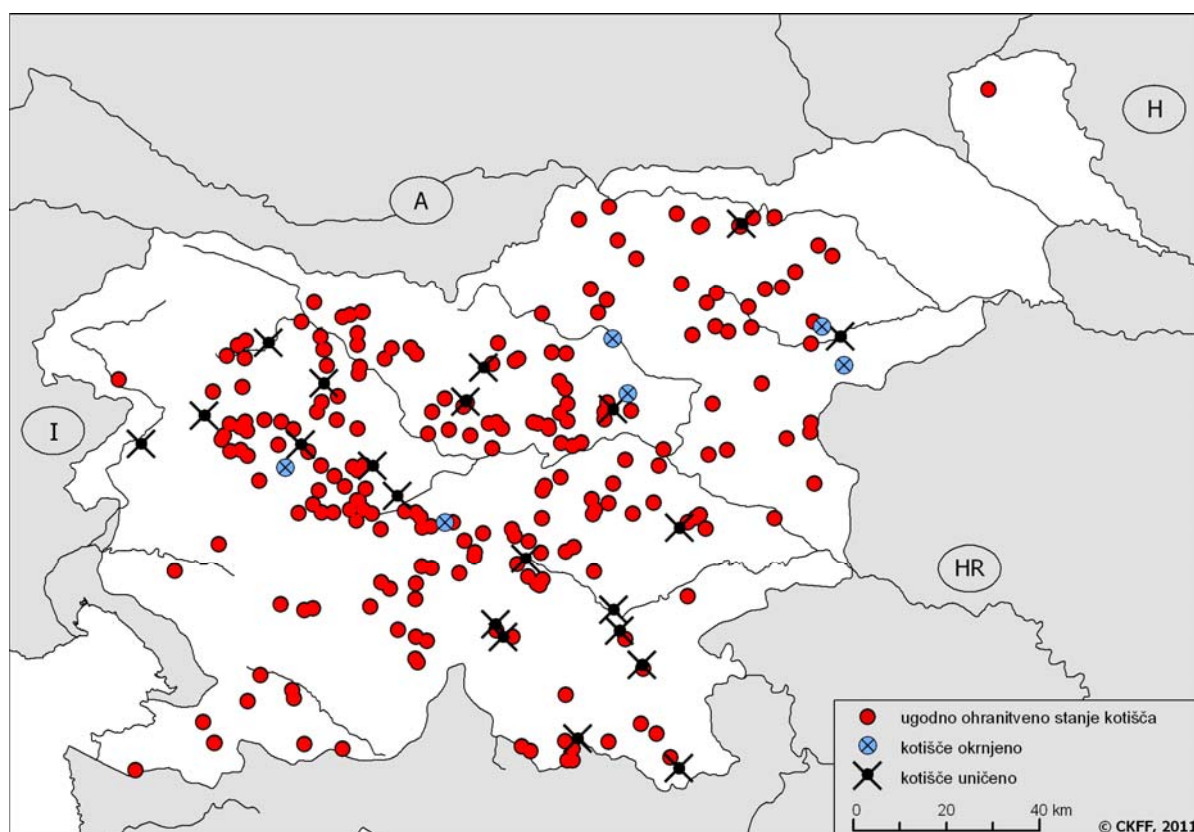 H
A
I
HR
ugodno ohranitveno stanje kotišča
kotišče okrnjeno
kotišče uničeno
0 20 40 km
© CKFF, 2011